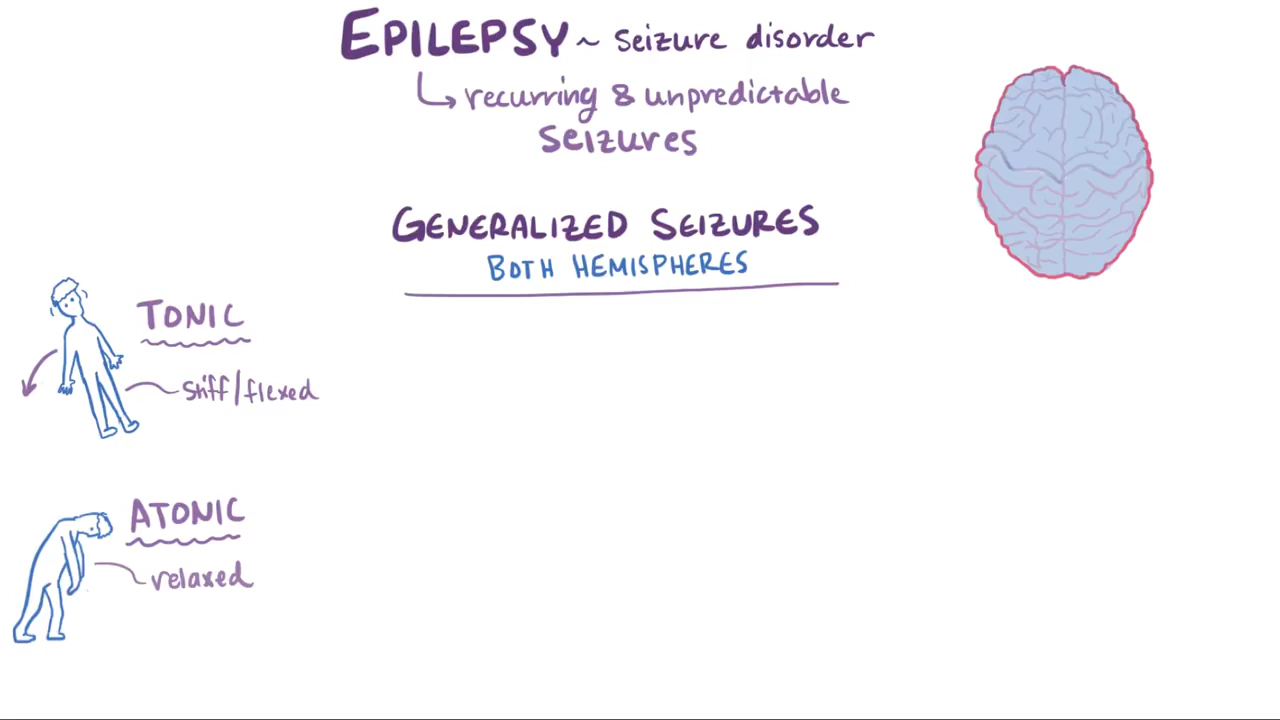 EPILEPSY ~ seizure disorder
recurring & unpredictable
seizures
GENERALIZED SEIZURES
BOTH HEMISPHERES
TONIC
stiff/flexed
ATONIC
relaxed